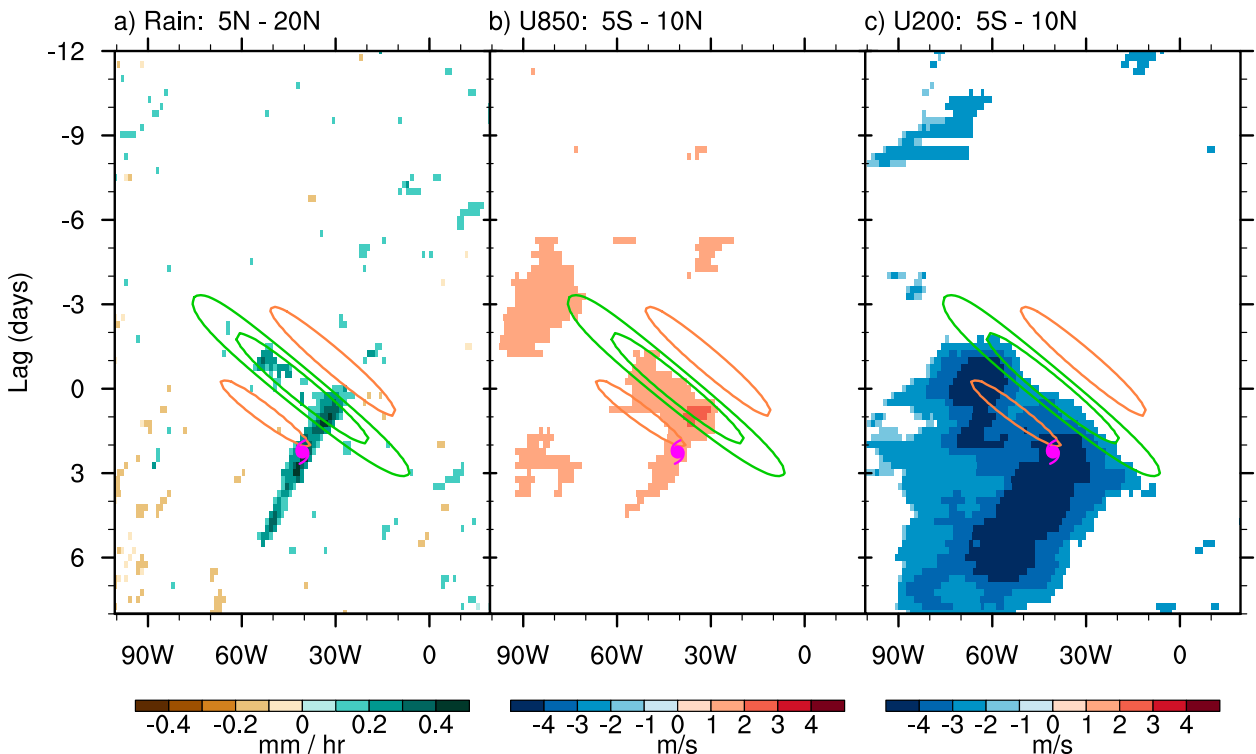 a) Rain: 5N - 20N
b) U850: 5S - 10N
c) U200: 5S - 10N
Lag (days)
-12
-9
-6
-3
0
3
6
90W 60W 30W 0
90W 60W 30W 0
90W 60W 30W 0
-0.4 -0.2 0 0.2 0.4
mm / hr
-4 -3 -2 -1 0 1 2 3 4
m/s
-4 -3 -2 -1 0 1 2 3 4
m/s